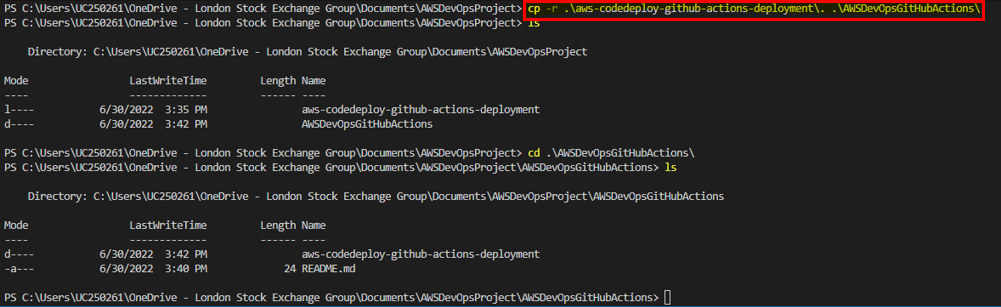 PS C:\Users\UC250261\OneDrive - London Stock Exchange Group\Documents\AWSDevOpsProject> cp -r .\aws-codedeploy-github-actions-deployment\. .\AWSDevOpsGitHubActions\
PS C:\Users\UC250261\OneDrive - London Stock Exchange Group\Documents\AWSDevOpsProject> ls
Directory: C:\Users\UC250261\OneDrive - London Stock Exchange Group\Documents\AWSDevOpsProject
Mode LastWriteTime Length Name
---- ------------- ------ ----
l---- 6/30/2022 3:35 PM aws-codedeploy-github-actions-deployment
d---- 6/30/2022 3:42 PM AWSDevOpsGitHubActions
PS C:\Users\UC250261\OneDrive - London Stock Exchange Group\Documents\AWSDevOpsProject> cd .\AWSDevOpsGitHubActions\
PS C:\Users\UC250261\OneDrive - London Stock Exchange Group\Documents\AWSDevOpsProject\AWSDevOpsGitHubActions> ls
Directory: C:\Users\UC250261\OneDrive - London Stock Exchange Group\Documents\AWSDevOpsProject\AWSDevOpsGitHubActions
Mode LastWriteTime Length Name
---- ------------- ------ ----
d---- 6/30/2022 3:42 PM aws-codedeploy-github-actions-deployment
-a--- 6/30/2022 3:40 PM 24 README.md
PS C:\Users\UC250261\OneDrive - London Stock Exchange Group\Documents\AWSDevOpsProject\AWSDevOpsGitHubActions>